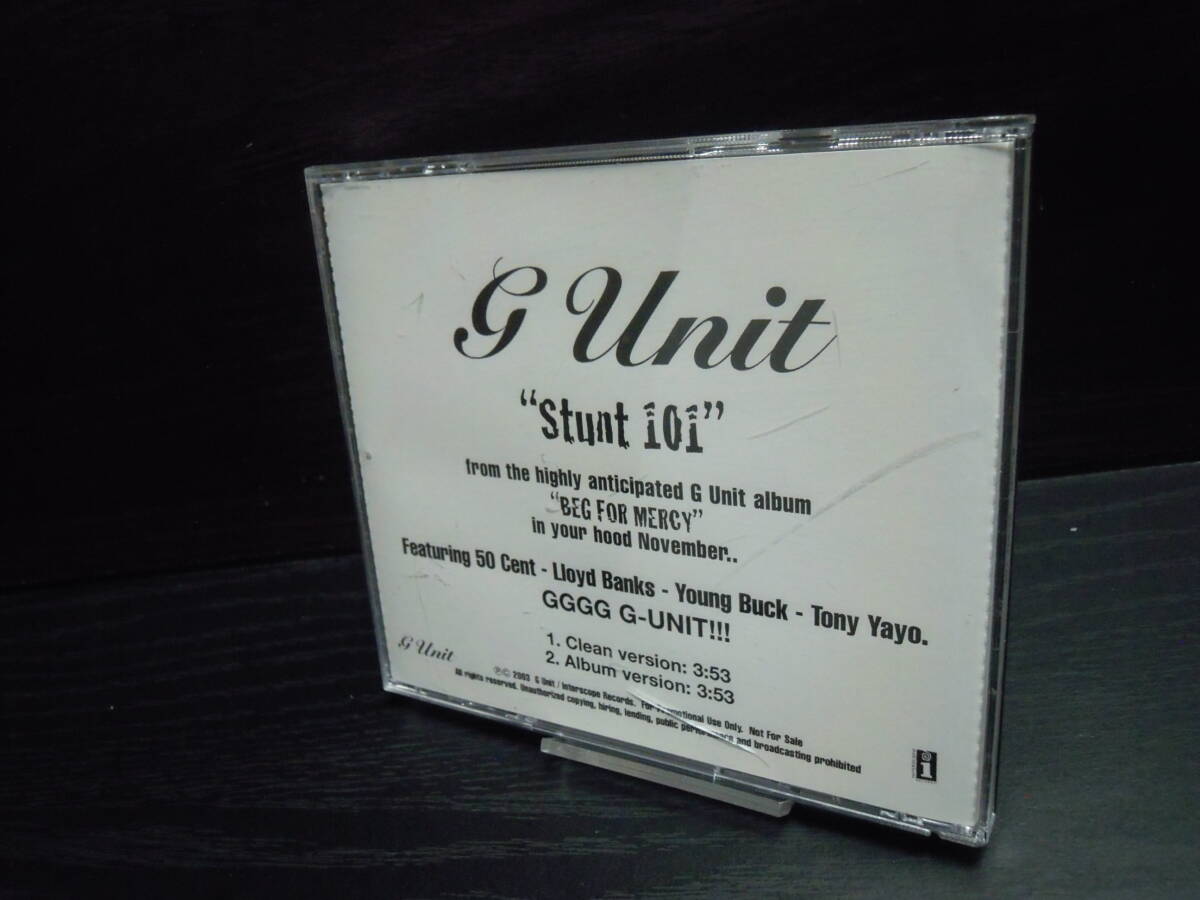 G Unit
“Stunt 101”
from the highly anticipated G Unit album
“BEG FOR MERCY”
in your hood November..
Featuring 50 Cent - Lloyd Banks - Young Buck - Tony Yayo.
GGGG G-UNIT!!!
1. Clean version: 3:53
2. Album version: 3:53
G Unit
℗© 2003 G Unit / Interscope Records. For Promotional Use Only. Not For Sale
All rights reserved. Unauthorized copying, hiring, lending, public performance and broadcasting prohibited
i